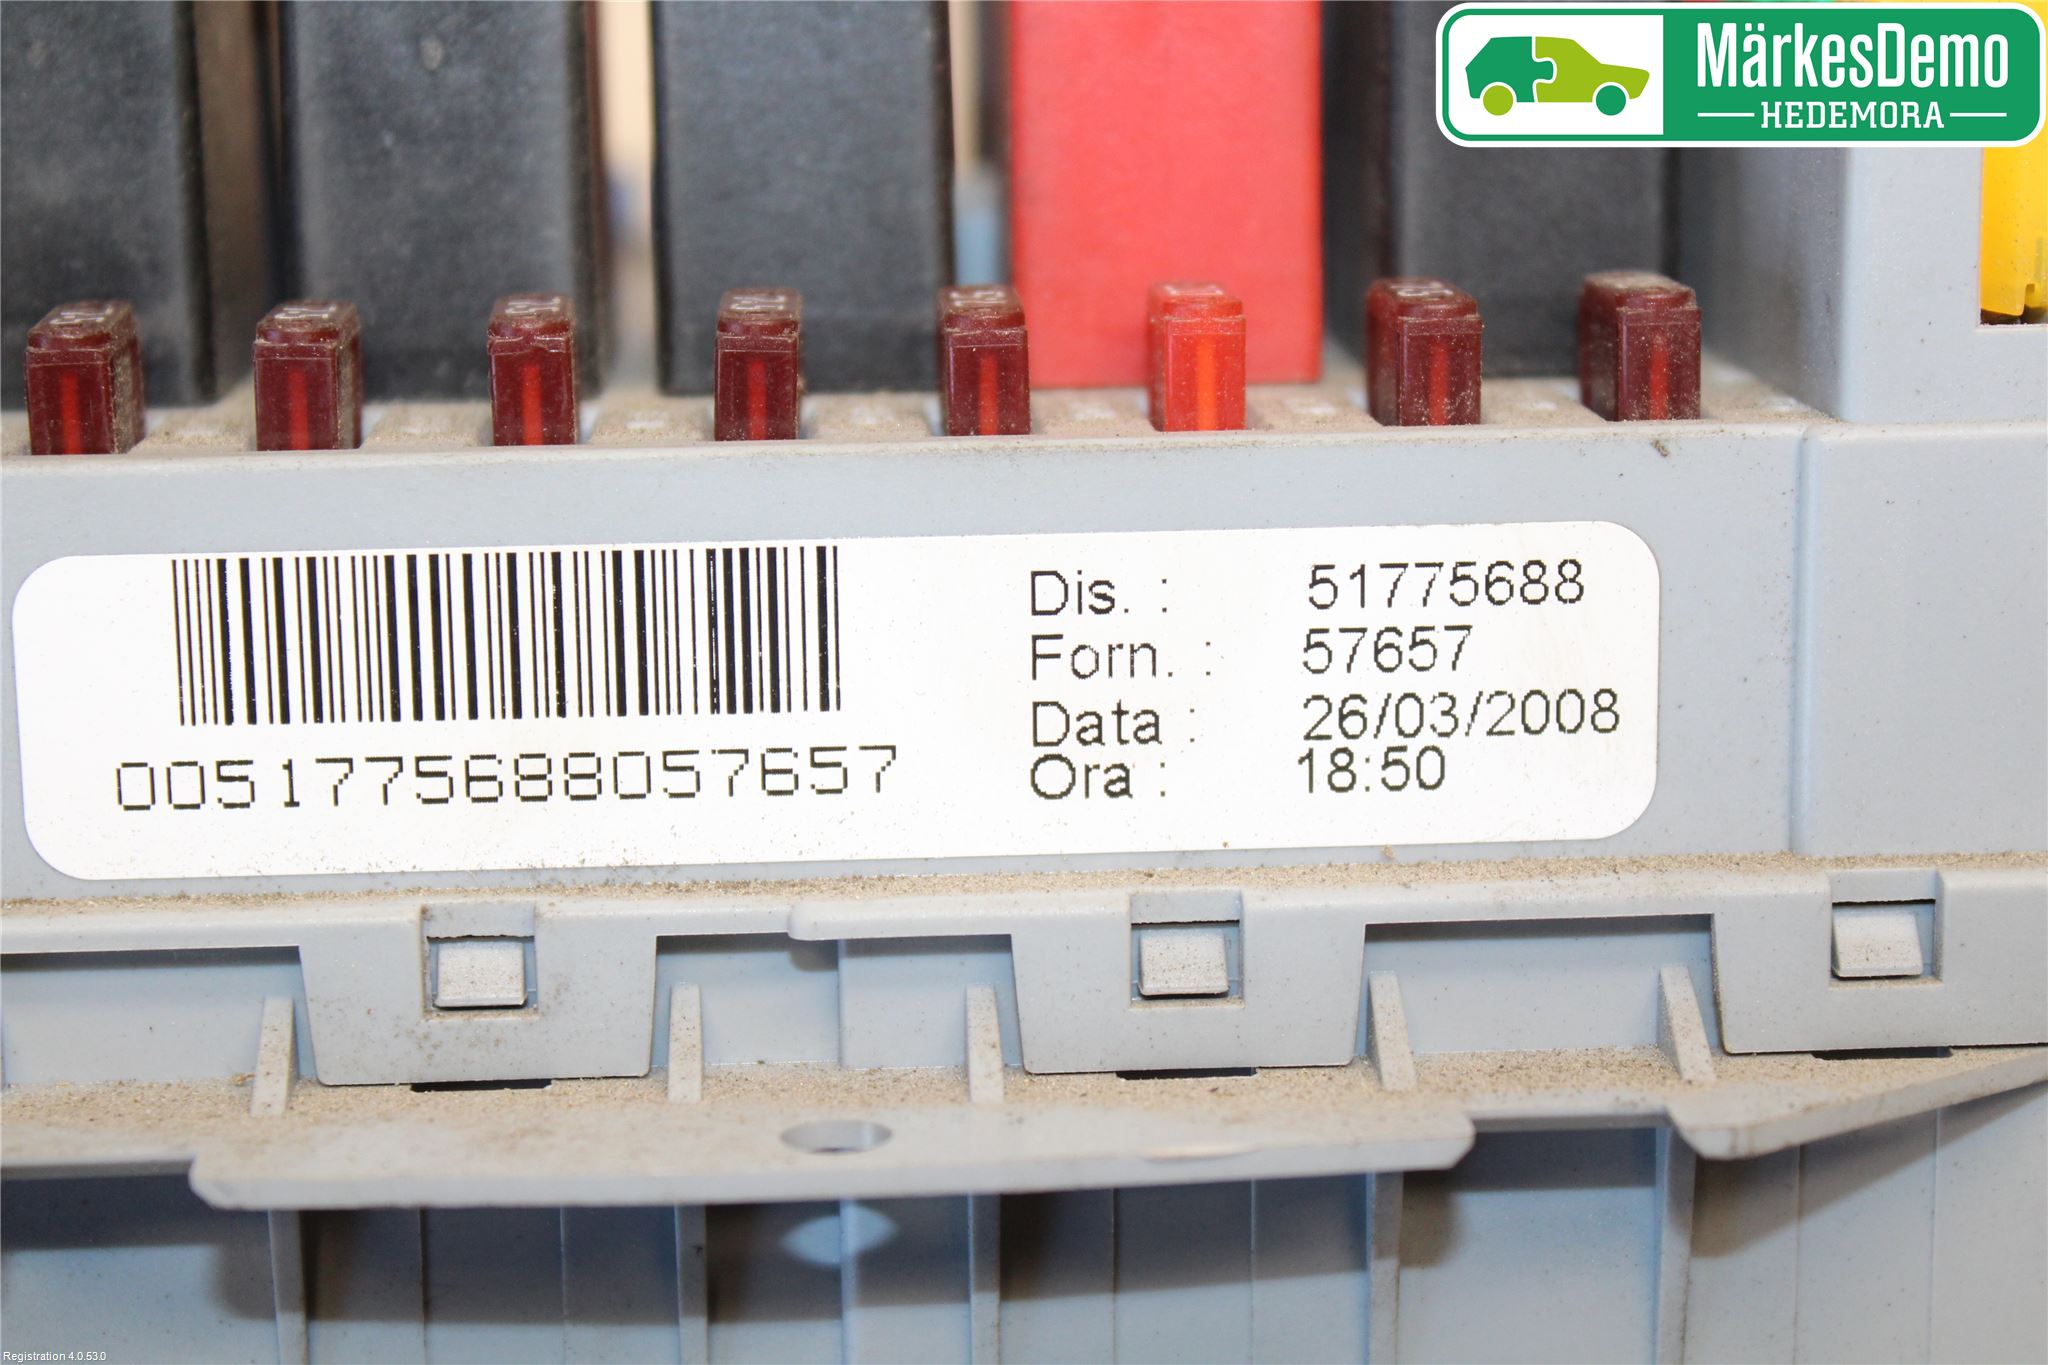 MärkesDemo
HEDEMORA
Dis. : 51775688
Forn. : 57657
Data : 26/03/2008
Ora : 18:50
0051775688057657
Registration 4.0.53.0